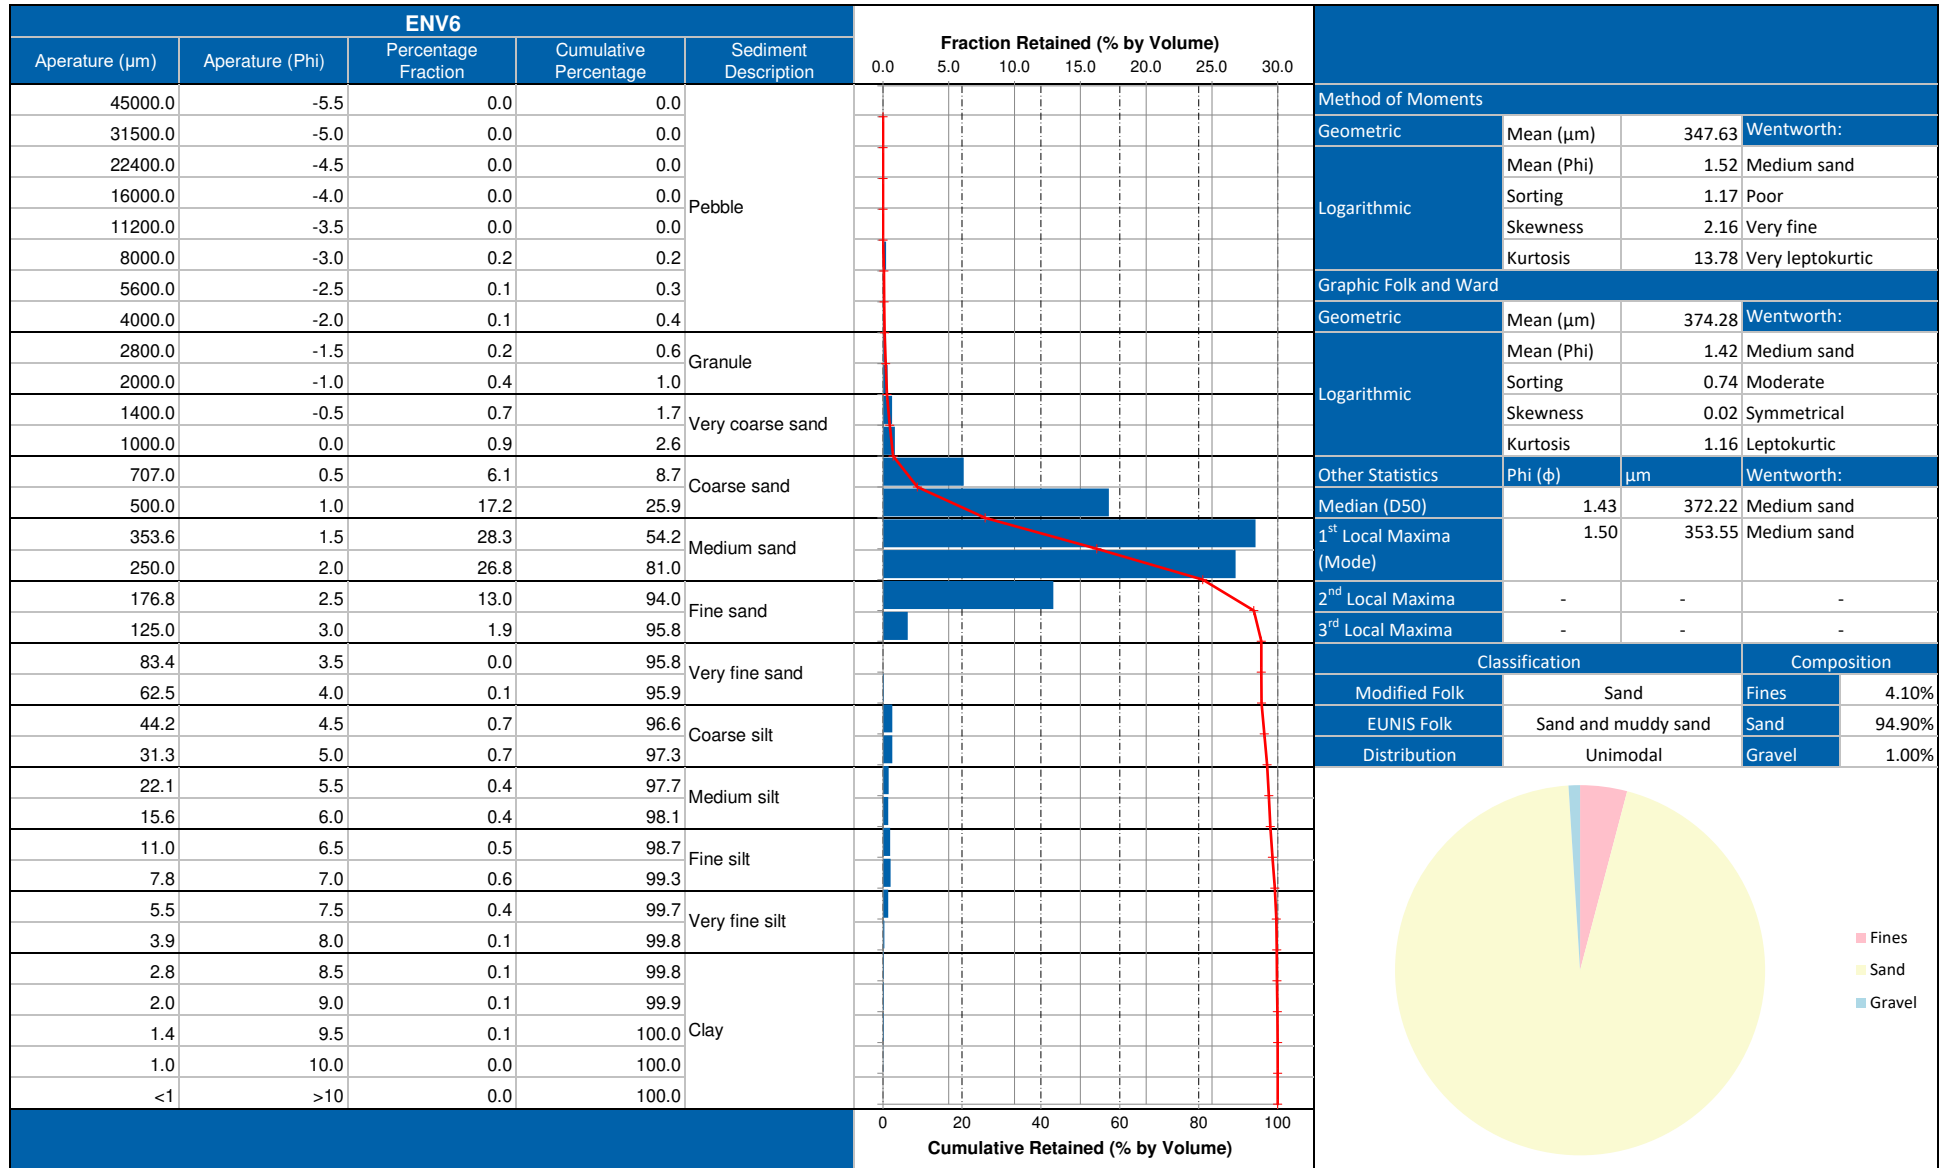 ENV6
Aperature (µm) Aperature (Phi) Percentage Fraction Cumulative Percentage Sediment Description
45000.0 -5.5 0.0 0.0
31500.0 -5.0 0.0 0.0
22400.0 -4.5 0.0 0.0
16000.0 -4.0 0.0 0.0
Pebble
11200.0 -3.5 0.0 0.0
8000.0 -3.0 0.2 0.2
5600.0 -2.5 0.1 0.3
4000.0 -2.0 0.1 0.4
2800.0 -1.5 0.2 0.6
Granule
2000.0 -1.0 0.4 1.0
1400.0 -0.5 0.7 1.7
Very coarse sand
1000.0 0.0 0.9 2.6
707.0 0.5 6.1 8.7
Coarse sand
500.0 1.0 17.2 25.9
353.6 1.5 28.3 54.2
Medium sand
250.0 2.0 26.8 81.0
176.8 2.5 13.0 94.0
Fine sand
125.0 3.0 1.9 95.8
83.4 3.5 0.0 95.8
Very fine sand
62.5 4.0 0.1 95.9
44.2 4.5 0.7 96.6
Coarse silt
31.3 5.0 0.7 97.3
22.1 5.5 0.4 97.7
Medium silt
15.6 6.0 0.4 98.1
11.0 6.5 0.5 98.7
Fine silt
7.8 7.0 0.6 99.3
5.5 7.5 0.4 99.7
Very fine silt
3.9 8.0 0.1 99.8
2.8 8.5 0.1 99.8
2.0 9.0 0.1 99.9
1.4 9.5 0.1 100.0 Clay
1.0 10.0 0.0 100.0
<1 >10 0.0 100.0
Fraction Retained (% by Volume)
0.0 5.0 10.0 15.0 20.0 25.0 30.0
0 20 40 60 80 100
Cumulative Retained (% by Volume)
Method of Moments
Geometric Mean (µm) 347.63 Wentworth:
Mean (Phi) 1.52 Medium sand
Logarithmic
Sorting 1.17 Poor
Skewness 2.16 Very fine
Kurtosis 13.78 Very leptokurtic
Graphic Folk and Ward
Geometric Mean (µm) 374.28 Wentworth:
Mean (Phi) 1.42 Medium sand
Logarithmic
Sorting 0.74 Moderate
Skewness 0.02 Symmetrical
Kurtosis 1.16 Leptokurtic
Other Statistics Phi (ϕ) µm Wentworth:
Median (D50) 1.43 372.22 Medium sand
1st Local Maxima (Mode) 1.50 353.55 Medium sand
2nd Local Maxima - - -
3rd Local Maxima - - -
Classification Composition
Modified Folk Sand Fines 4.10%
EUNIS Folk Sand and muddy sand Sand 94.90%
Distribution Unimodal Gravel 1.00%
Fines
Sand
Gravel